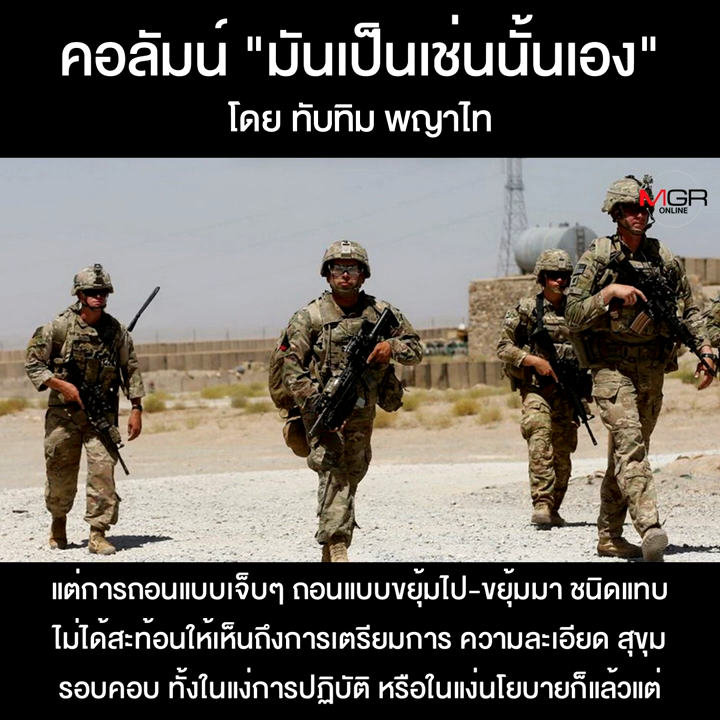 คอลัมน์ "มันเป็นเช่นนั้นเอง"
โดย ทับทิม พญาไท
MGR
ONLINE
แต่การถอนแบบเจ็บๆ ถอนแบบขยุ้มไป-ขยุ้มมา ชนิดแทบ
ไม่ได้สะท้อนให้เห็นถึงการเตรียมการ ความละเอียด สุขุม
รอบคอบ ทั้งในแง่การปฏิบัติ หรือในแง่นโยบายก็แล้วแต่